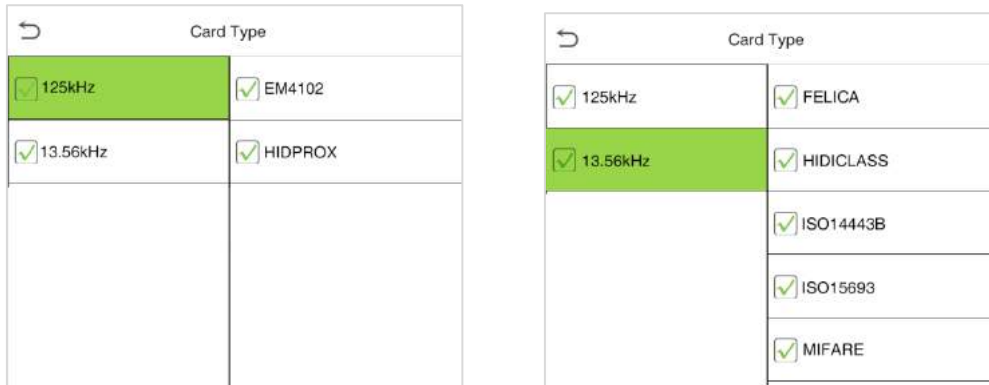 Card Type
125kHz
EM4102
13.56kHz
HIDPROX
Card Type
125kHz
FELICA
13.56kHz
HIDICLASS
ISO14443B
ISO15693
MIFARE